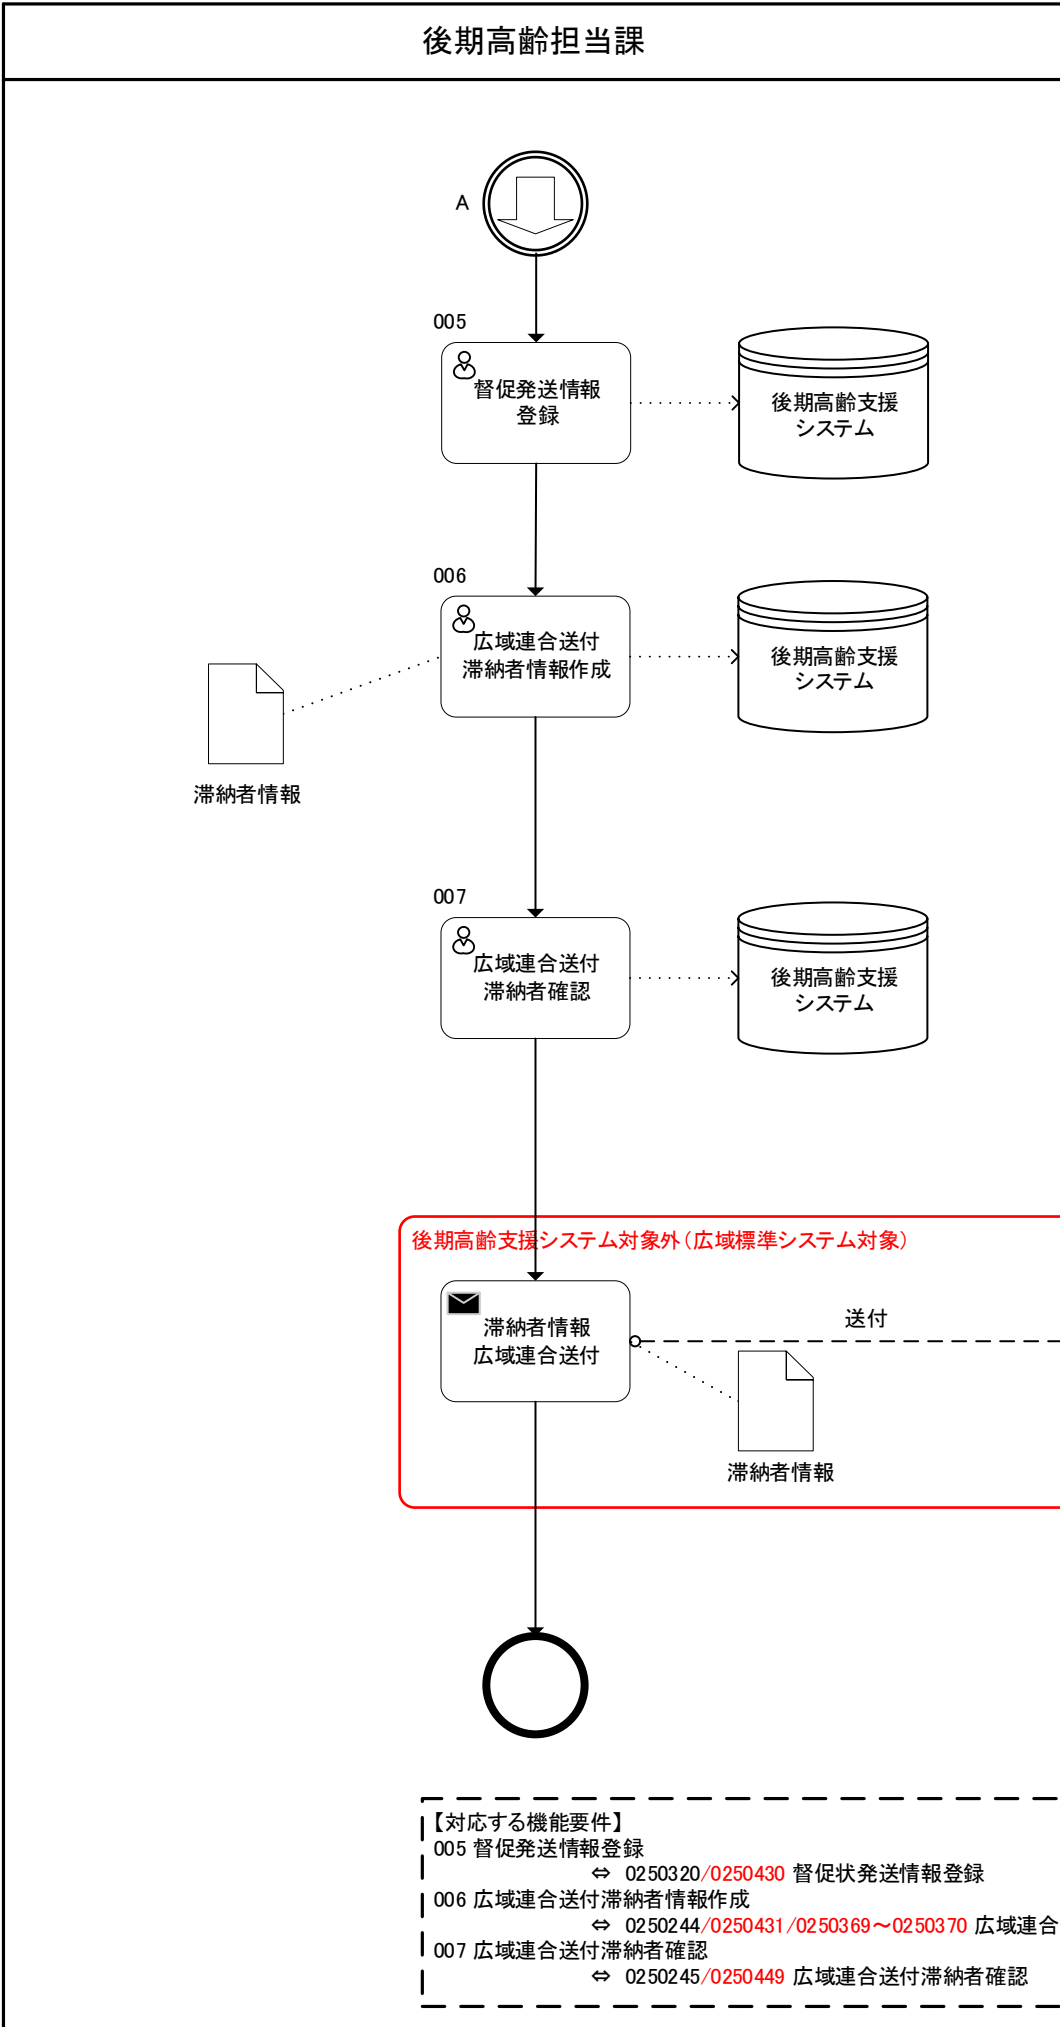 後期高齢担当課
A
005
督促発送情報
登録
後期高齢支援
システム
006
広域連合送付
滞納者情報作成
後期高齢支援
システム
滞納者情報
007
広域連合送付
滞納者確認
後期高齢支援
システム
後期高齢支援システム対象外（広域標準システム対象）
滞納者情報
広域連合送付
送付
滞納者情報
【対応する機能要件】
005 督促発送情報登録
⇔ 0250320/0250430 督促状発送情報登録
006 広域連合送付滞納者情報作成
⇔ 0250244/0250431/0250369～0250370 広域連合
007 広域連合送付滞納者確認
⇔ 0250245/0250449 広域連合送付滞納者確認